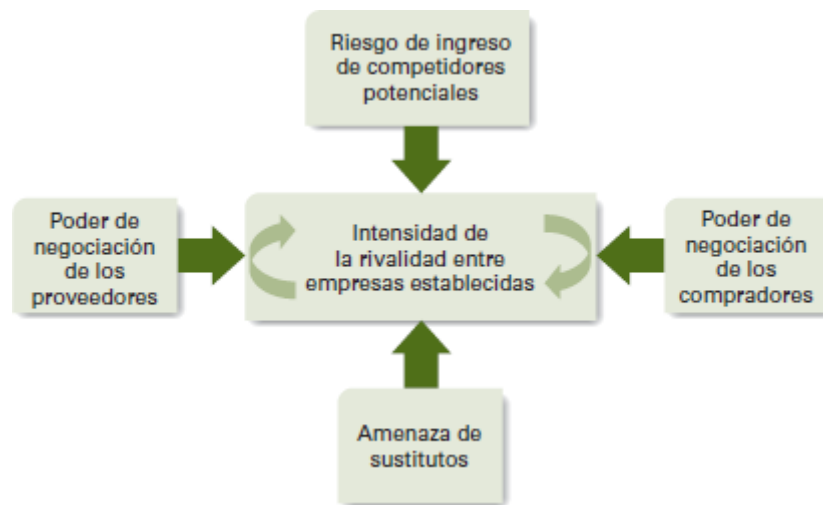 Riesgo de ingreso
de competidores
potenciales
Poder de
negociación
de los
proveedores
Intensidad de
la rivalidad entre
empresas establecidas
Poder de
negociación
de los
compradores
Amenaza de
sustitutos